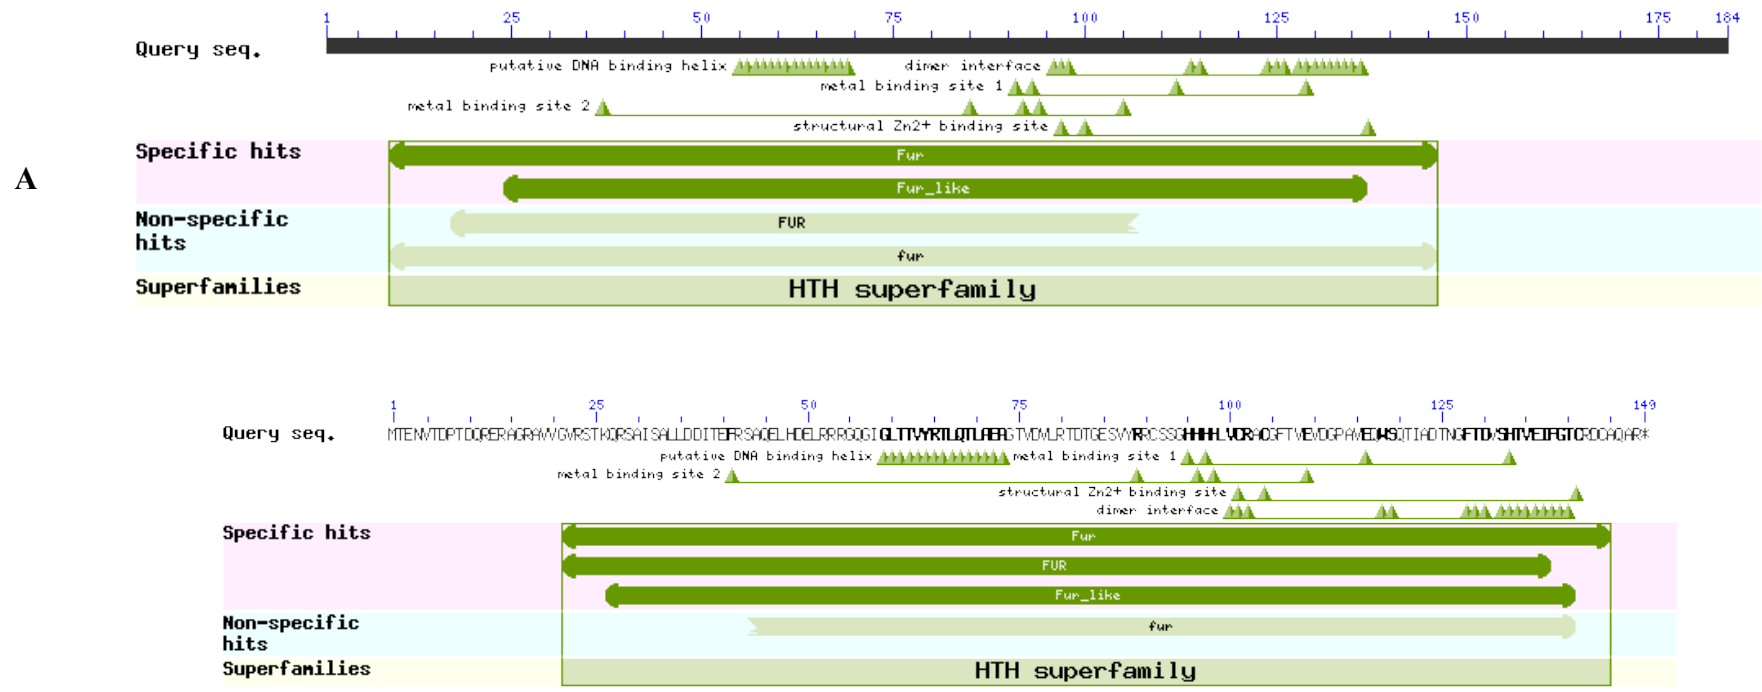 1 25 50 75 100 125 150 175 184
Query seq.
putative DNA binding helix dimer interface
metal binding site 1
metal binding site 2
structural Zn2+ binding site
A
Specific hits Fur
Fur_like
Non-specific hits FUR
fur
Superfamilies HTH superfamily
1 25 50 75 100 125 149
Query seq.
putative DNA binding helix metal binding site 1
metal binding site 2
structural Zn2+ binding site
dimer interface
Specific hits Fur
FUR
Fur_like
Non-specific hits fur
Superfamilies HTH superfamily